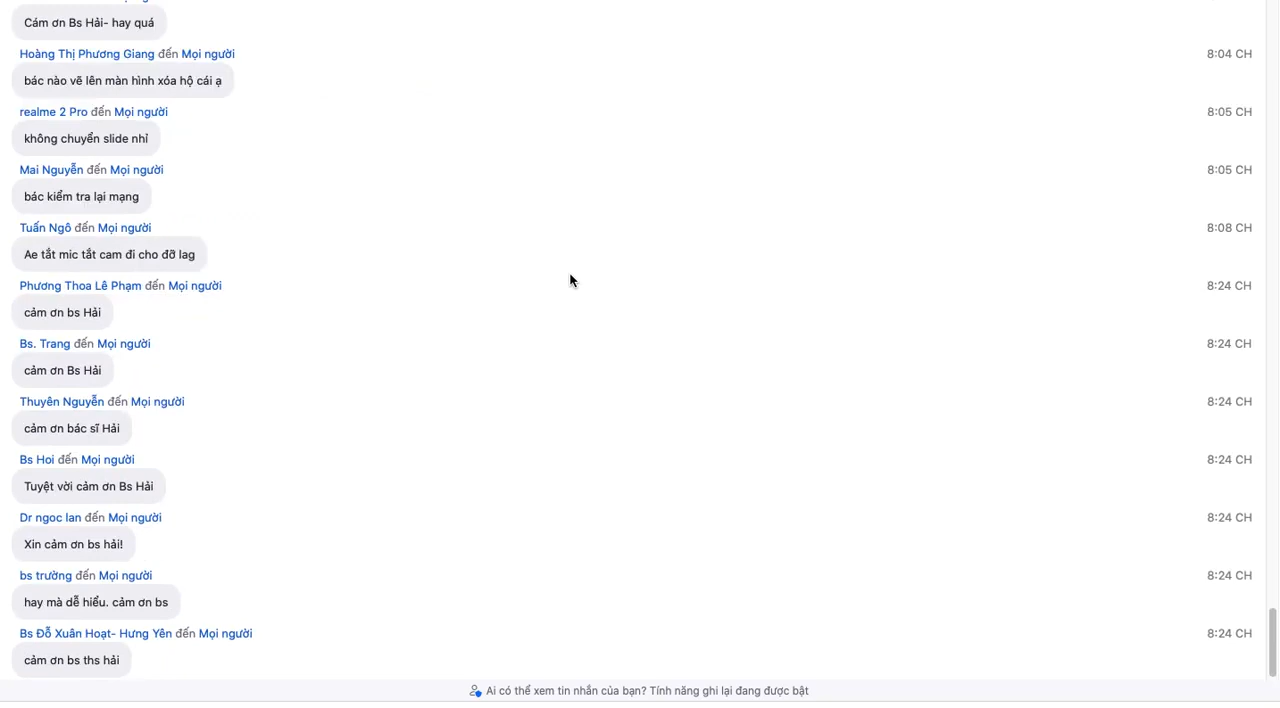 Cám ơn Bs Hải- hay quá
Hoàng Thị Phương Giang đến Mọi người 8:04 CH
bác nào vẽ lên màn hình xóa hộ cái ạ
realme 2 Pro đến Mọi người 8:05 CH
không chuyển slide nhỉ
Mai Nguyễn đến Mọi người 8:05 CH
bác kiểm tra lại mạng
Tuấn Ngô đến Mọi người 8:08 CH
Ae tắt mic tắt cam đi cho đỡ lag
Phương Thoa Lê Phạm đến Mọi người 8:24 CH
cảm ơn bs Hải
Bs. Trang đến Mọi người 8:24 CH
cảm ơn Bs Hải
Thuyên Nguyễn đến Mọi người 8:24 CH
cảm ơn bác sĩ Hải
Bs Hoi đến Mọi người 8:24 CH
Tuyệt vời cảm ơn Bs Hải
Dr ngoc lan đến Mọi người 8:24 CH
Xin cảm ơn bs hải!
bs trường đến Mọi người 8:24 CH
hay mà dễ hiểu. cảm ơn bs
Bs Đỗ Xuân Hoạt- Hưng Yên đến Mọi người 8:24 CH
cảm ơn bs ths hải
Ai có thể xem tin nhắn của bạn? Tính năng ghi lại đang được bật